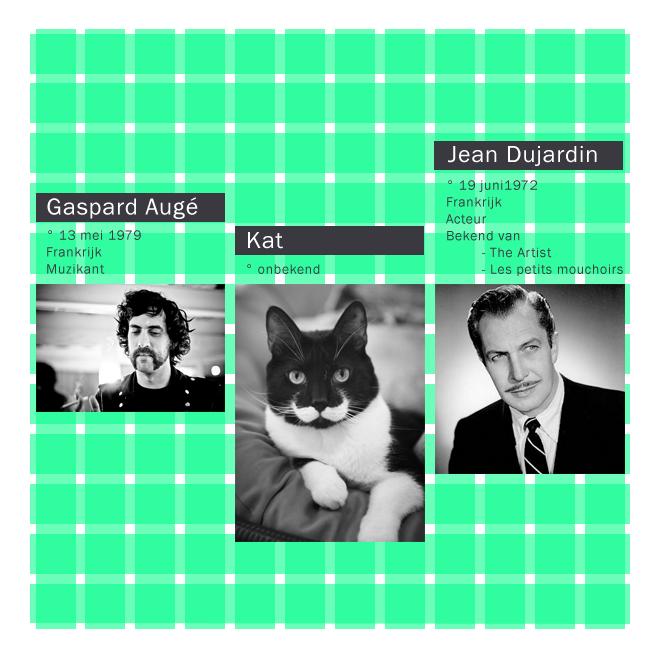 Gaspard Augé
° 13 mei 1979
Frankrijk
Muzikant
Kat
° onbekend
Jean Dujardin
° 19 juni1972
Frankrijk
Acteur
Bekend van
- The Artist
- Les petits mouchoirs